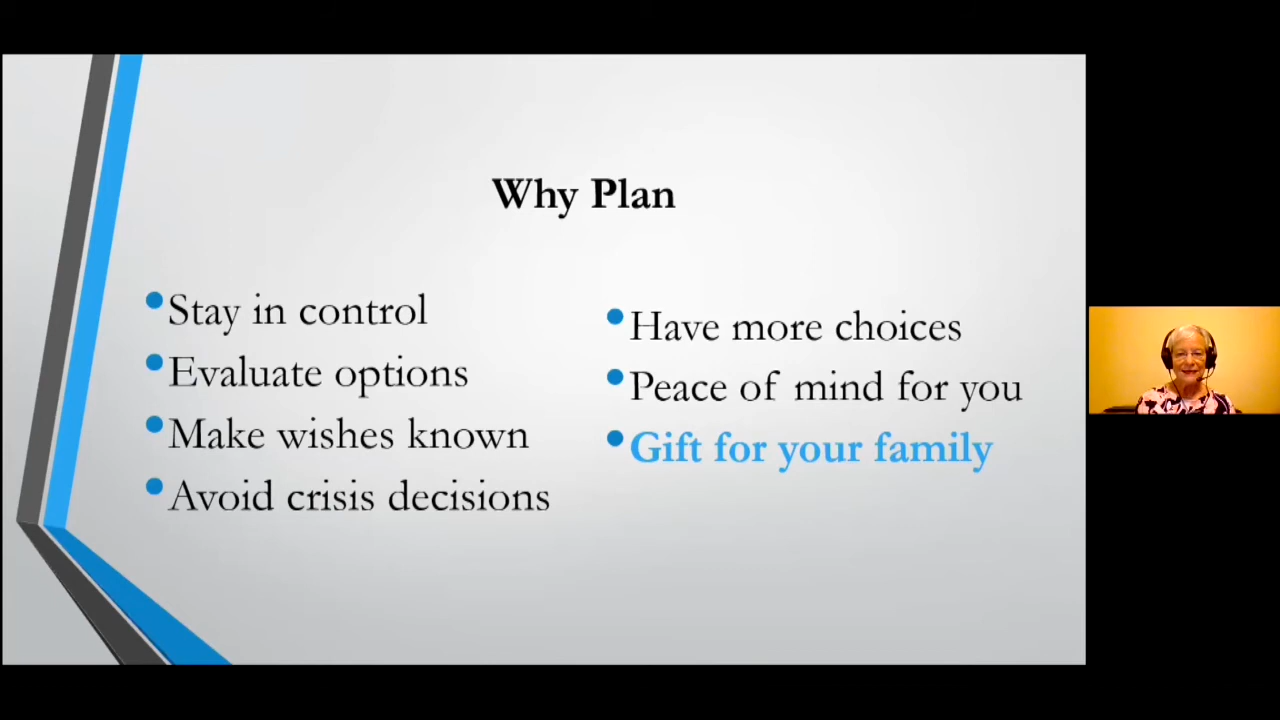 Why Plan
Stay in control
Evaluate options
Make wishes known
Avoid crisis decisions
Have more choices
Peace of mind for you
Gift for your family